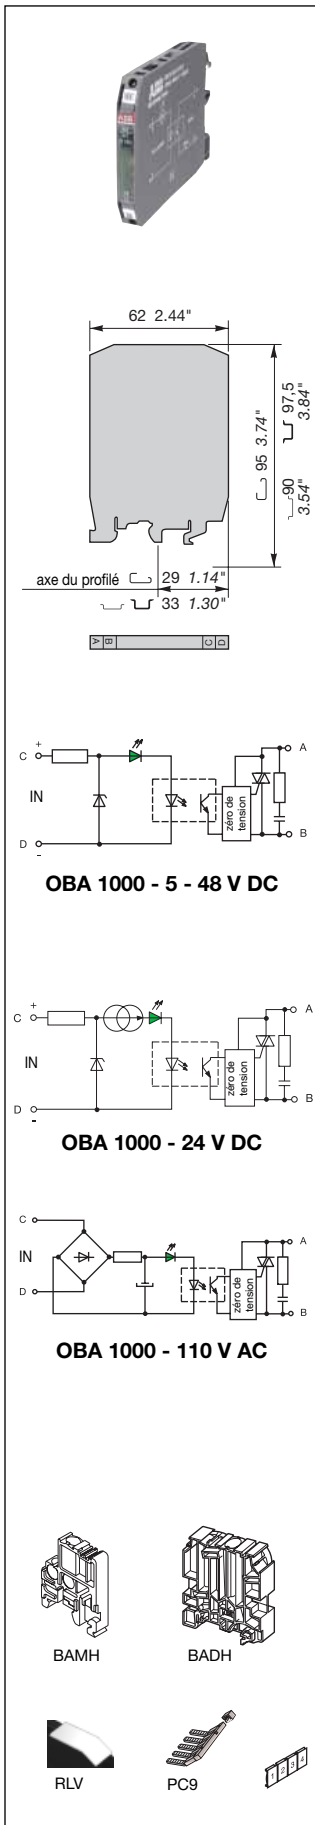 ABB
62 2.44"
97,5
3.84"
95 3.74"
90
3.54"
axe du profilé
29 1.14"
33 1.30"
A B C D
+
C
IN
D
-
zéro de
tension
A
B
OBA 1000 - 5 - 48 V DC
+
C
IN
D
-
zéro de
tension
A
B
OBA 1000 - 24 V DC
C
IN
D
zéro de
tension
A
B
OBA 1000 - 110 V AC
BAMH
BADH
RLV
PC9
1 2 3 4